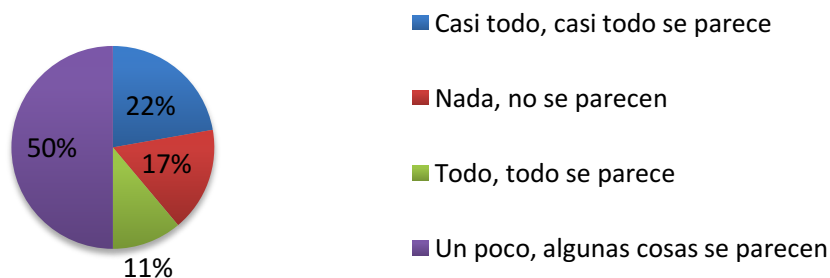 Casi todo, casi todo se parece
22%
Nada, no se parecen
50%
17%
Todo, todo se parece
Un poco, algunas cosas se parecen
11%